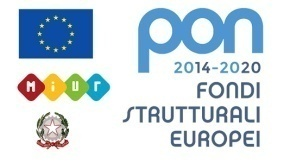 pon
2014-2020
MIUR
FONDI
STRUTTURALI
EUROPEI